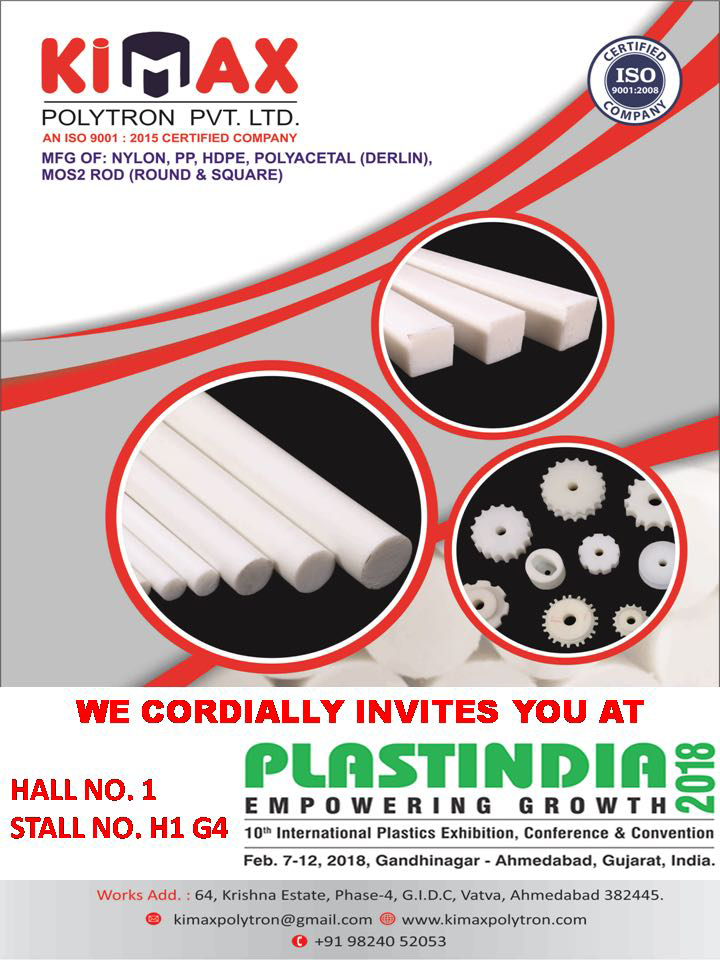 KiMAX
POLYTRON PVT. LTD.
AN ISO 9001 : 2015 CERTIFIED COMPANY
MFG OF: NYLON, PP, HDPE, POLYACETAL (DERLIN),
MOS2 ROD (ROUND & SQUARE)
CERTIFIED
ISO
9001:2008
COMPANY
WE CORDIALLY INVITES YOU AT
HALL NO. 1
STALL NO. H1 G4
PLASTINDIA 2018
EMPOWERING GROWTH
10th International Plastics Exhibition, Conference & Convention
Feb. 7-12, 2018, Gandhinagar - Ahmedabad, Gujarat, India.
Works Add. : 64, Krishna Estate, Phase-4, G.I.D.C, Vatva, Ahmedabad 382445.
kimaxpolytron@gmail.com www.kimaxpolytron.com
+91 98240 52053